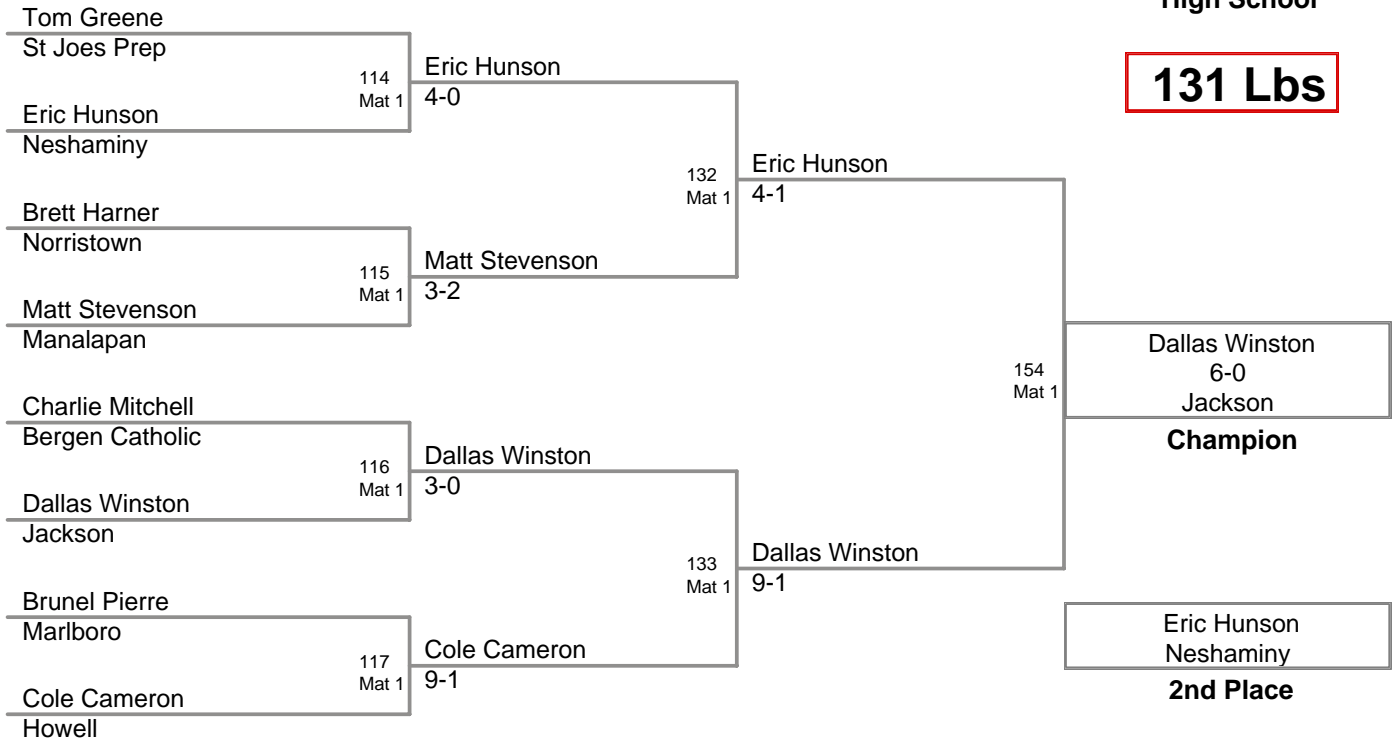 High School
131 Lbs
Tom Greene
St Joes Prep
114
Mat 1
Eric Hunson
4-0
Eric Hunson
Neshaminy
132
Mat 1
Eric Hunson
4-1
Brett Harner
Norristown
115
Mat 1
Matt Stevenson
3-2
Matt Stevenson
Manalapan
154
Mat 1
Dallas Winston
6-0
Jackson
Champion
Charlie Mitchell
Bergen Catholic
116
Mat 1
Dallas Winston
3-0
Dallas Winston
Jackson
133
Mat 1
Dallas Winston
9-1
Brunel Pierre
Marlboro
117
Mat 1
Cole Cameron
9-1
Cole Cameron
Howell
Eric Hunson
Neshaminy
2nd Place